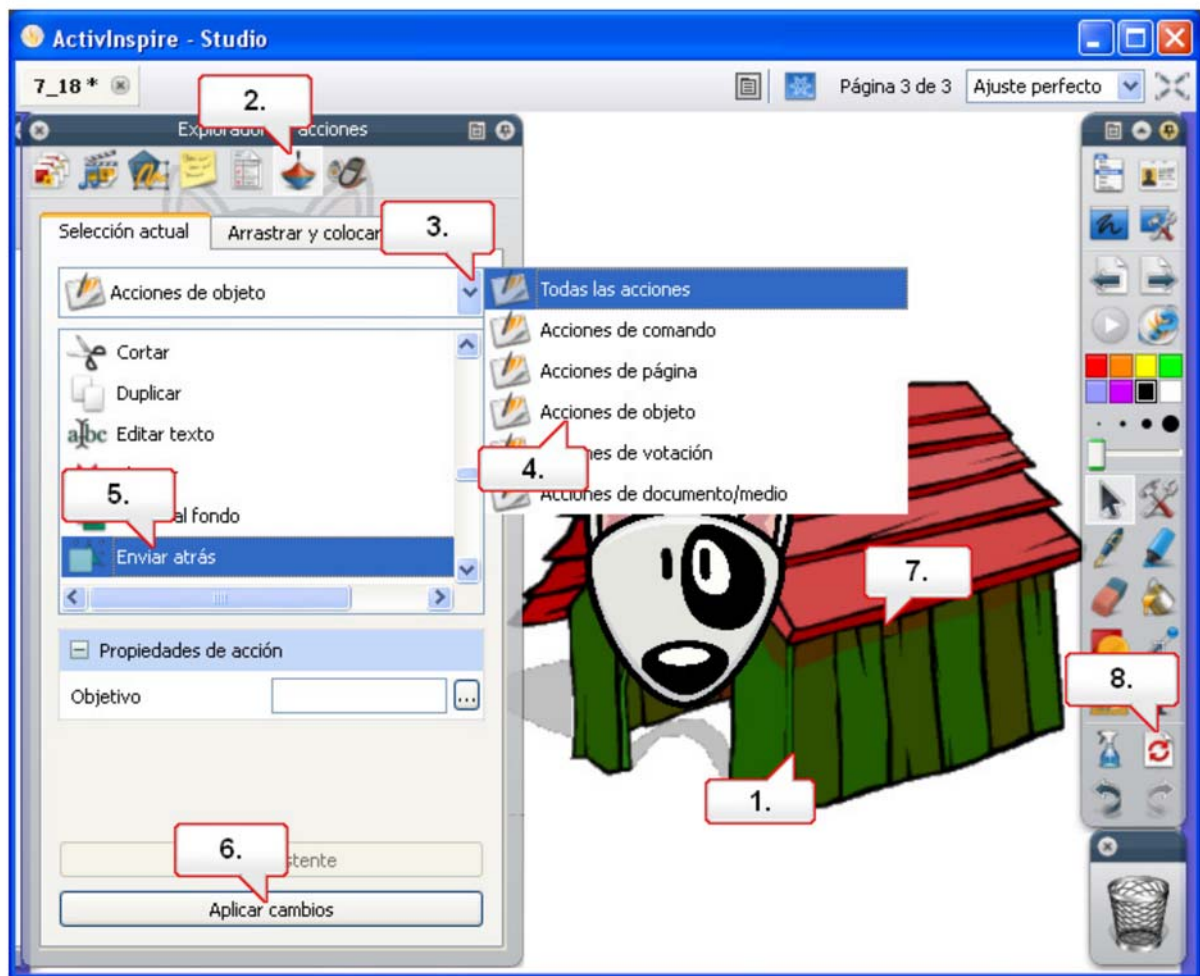 ActivInspire - Studio
7_18 *
Página 3 de 3
Ajuste perfecto
2.
acciones
Selección actual
Arrastrar y colocar
3.
Acciones de objeto
Todas las acciones
Acciones de comando
Acciones de página
Acciones de objeto
de votación
Acciones de documento/medio
4.
Cortar
Duplicar
abc Editar texto
5.
al fondo
Enviar atrás
7.
Propiedades de acción
Objetivo
...
8.
1.
6.
Aplicar cambios